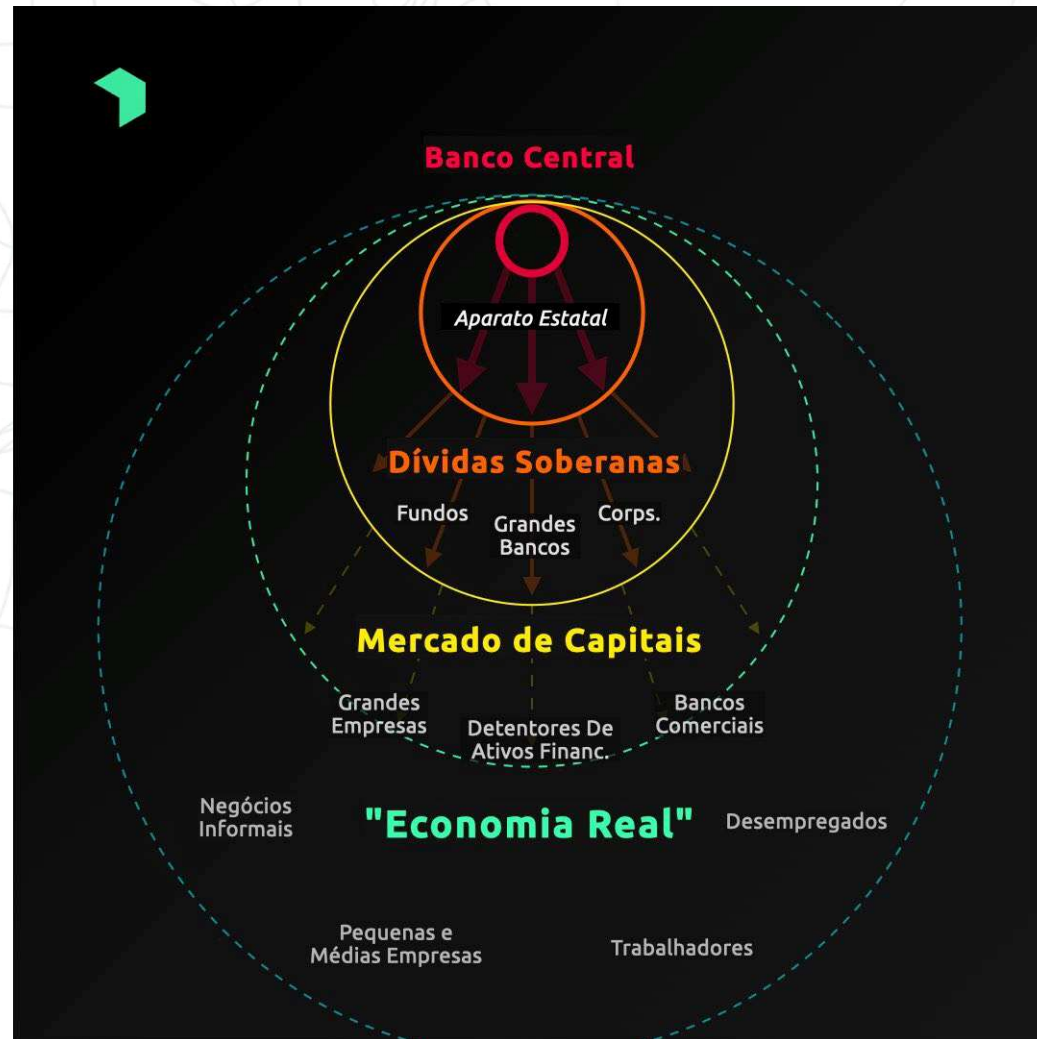 Banco Central
Aparato Estatal
Dívidas Soberanas
Fundos
Grandes
Bancos
Corps.
Mercado de Capitais
Grandes
Empresas
Detentores De
Ativos Financ.
Bancos
Comerciais
Negócios
Informais
"Economia Real"
Desempregados
Pequenas e
Médias Empresas
Trabalhadores